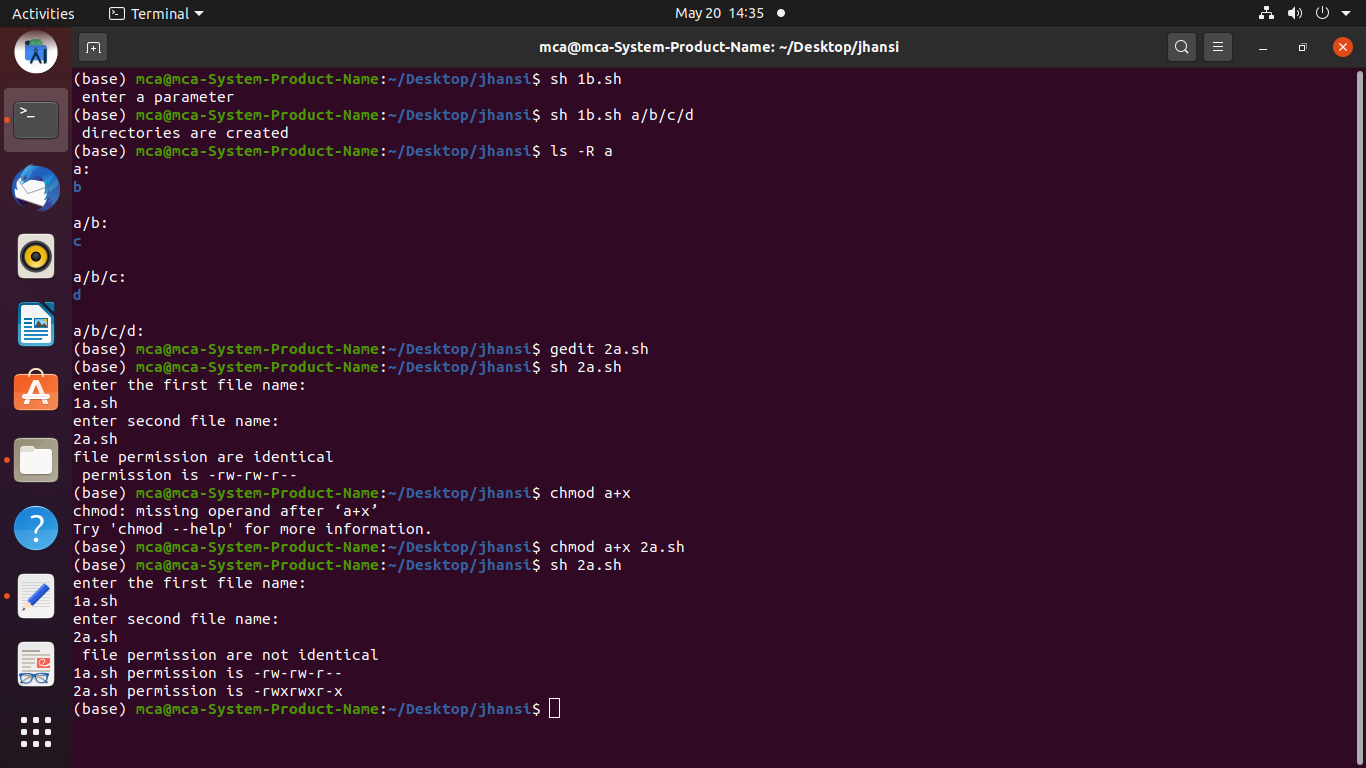 Activities Terminal May 20 14:35
mca@mca-System-Product-Name: ~/Desktop/jhansi
(base) mca@mca-System-Product-Name:~/Desktop/jhansi$ sh 1b.sh
 enter a parameter
(base) mca@mca-System-Product-Name:~/Desktop/jhansi$ sh 1b.sh a/b/c/d
 directories are created
(base) mca@mca-System-Product-Name:~/Desktop/jhansi$ ls -R a
a:
b

a/b:
c

a/b/c:
d

a/b/c/d:
(base) mca@mca-System-Product-Name:~/Desktop/jhansi$ gedit 2a.sh
(base) mca@mca-System-Product-Name:~/Desktop/jhansi$ sh 2a.sh
enter the first file name:
1a.sh
enter second file name:
2a.sh
file permission are identical
 permission is -rw-rw-r--
(base) mca@mca-System-Product-Name:~/Desktop/jhansi$ chmod a+x
chmod: missing operand after ‘a+x’
Try 'chmod --help' for more information.
(base) mca@mca-System-Product-Name:~/Desktop/jhansi$ chmod a+x 2a.sh
(base) mca@mca-System-Product-Name:~/Desktop/jhansi$ sh 2a.sh
enter the first file name:
1a.sh
enter second file name:
2a.sh
 file permission are not identical
1a.sh permission is -rw-rw-r--
2a.sh permission is -rwxrwxr-x
(base) mca@mca-System-Product-Name:~/Desktop/jhansi$